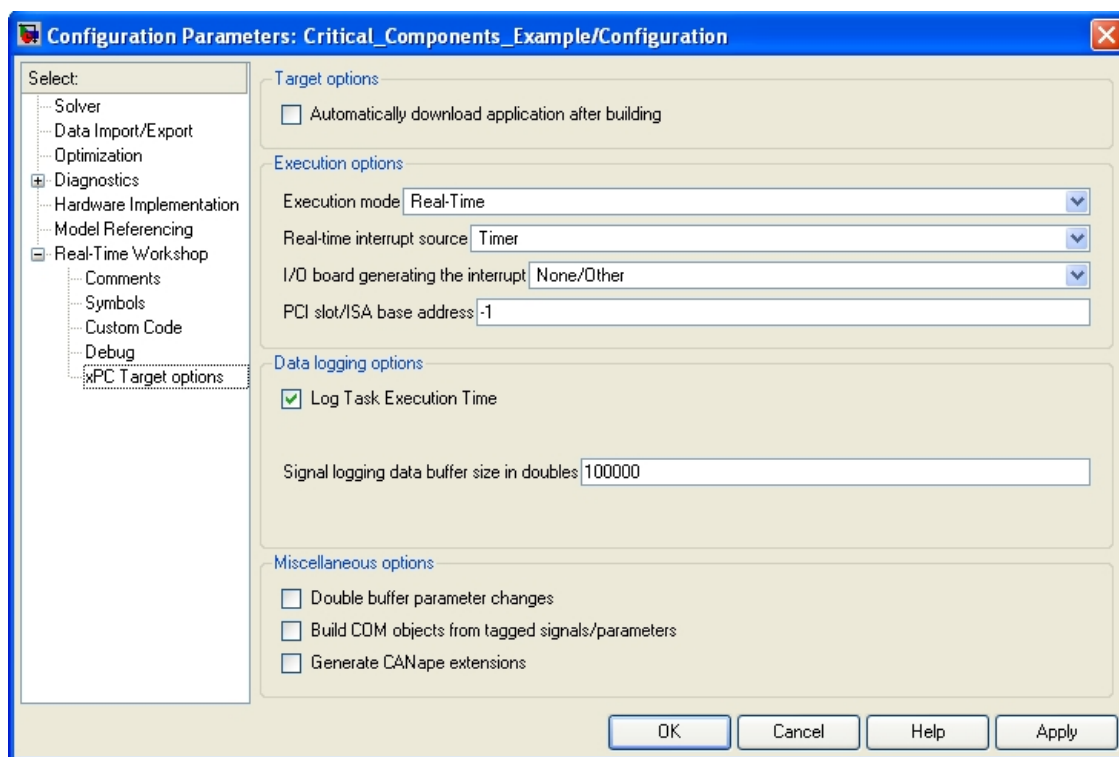 Configuration Parameters: Critical_Components_Example/Configuration
Select:
Solver
Data Import/Export
Optimization
Diagnostics
Hardware Implementation
Model Referencing
Real-Time Workshop
Comments
Symbols
Custom Code
Debug
xPC Target options
Target options
Automatically download application after building
Execution options
Execution mode Real-Time
Real-time interrupt source Timer
I/O board generating the interrupt None/Other
PCI slot/ISA base address -1
Data logging options
Log Task Execution Time
Signal logging data buffer size in doubles 100000
Miscellaneous options
Double buffer parameter changes
Build COM objects from tagged signals/parameters
Generate CANape extensions
OK Cancel Help Apply